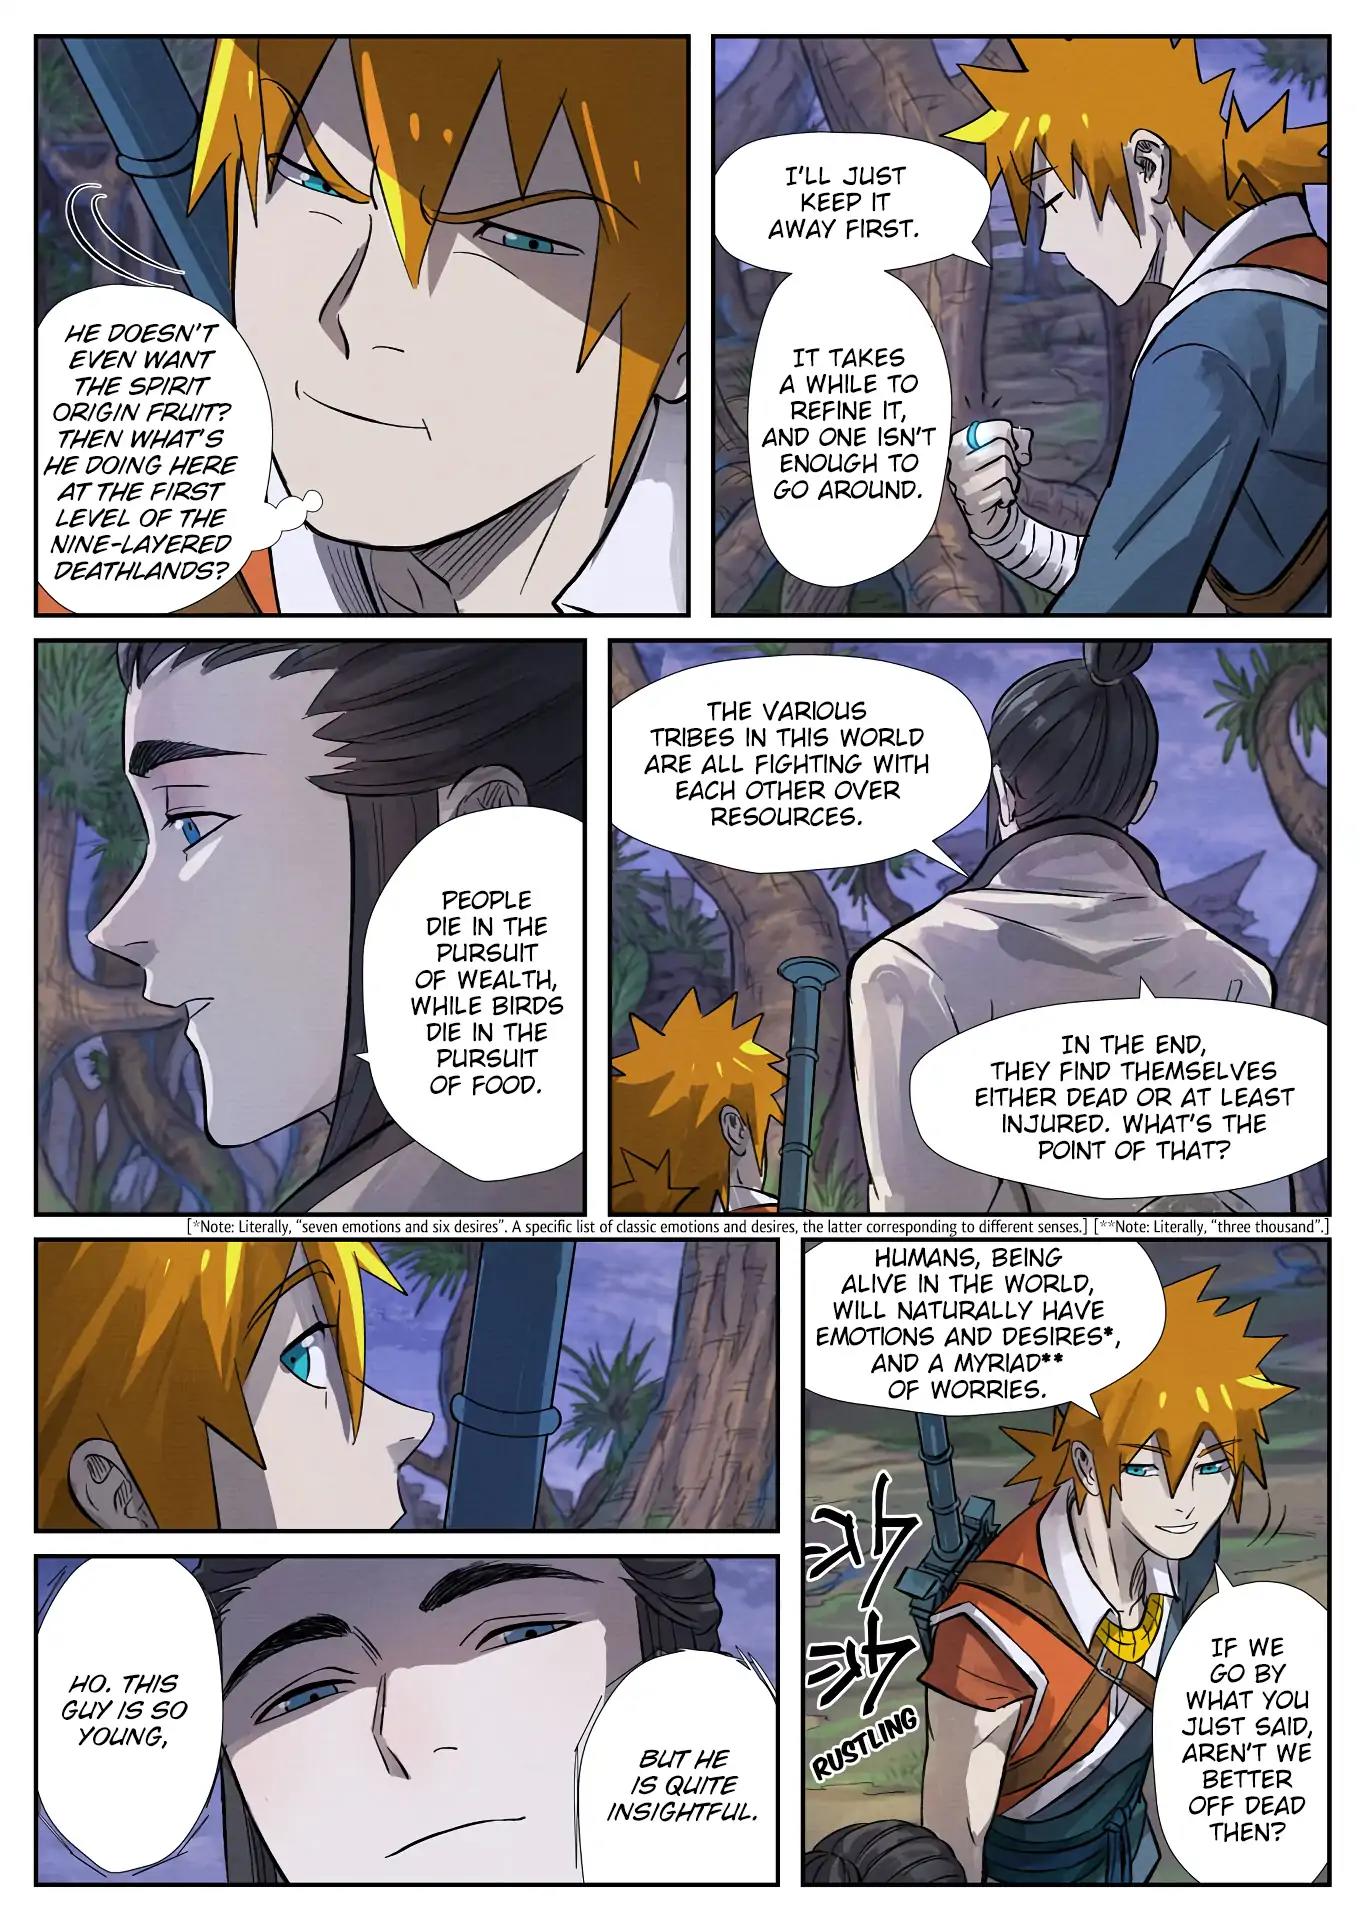 HE DOESN'T
EVEN WANT
THE SPIRIT
ORIGIN FRUIT?
THEN WHAT'S
HE DOING HERE
AT THE FIRST
LEVEL OF THE
NINE-LAYERED
DEATHLANDS?
I'LL JUST
KEEP IT
AWAY FIRST.
IT TAKES
A WHILE TO
REFINE IT,
AND ONE ISN'T
ENOUGH TO
GO AROUND.
PEOPLE
DIE IN THE
PURSUIT
OF WEALTH,
WHILE BIRDS
DIE IN THE
PURSUIT
OF FOOD.
THE VARIOUS
TRIBES IN THIS WORLD
ARE ALL FIGHTING WITH
EACH OTHER OVER
RESOURCES.
IN THE END,
THEY FIND THEMSELVES
EITHER DEAD OR AT LEAST
INJURED. WHAT'S THE
POINT OF THAT?
[*Note: Literally, "seven emotions and six desires". A specific list of classic emotions and desires, the latter corresponding to different senses.] [**Note: Literally, "three thousand".]
HUMANS, BEING
ALIVE IN THE WORLD,
WILL NATURALLY HAVE
EMOTIONS AND DESIRES*,
AND A MYRIAD**
OF WORRIES.
RUSTLING
IF WE
GO BY
WHAT YOU
JUST SAID,
AREN'T WE
BETTER
OFF DEAD
THEN?
HO. THIS
GUY IS SO
YOUNG,
BUT HE
IS QUITE
INSIGHTFUL.